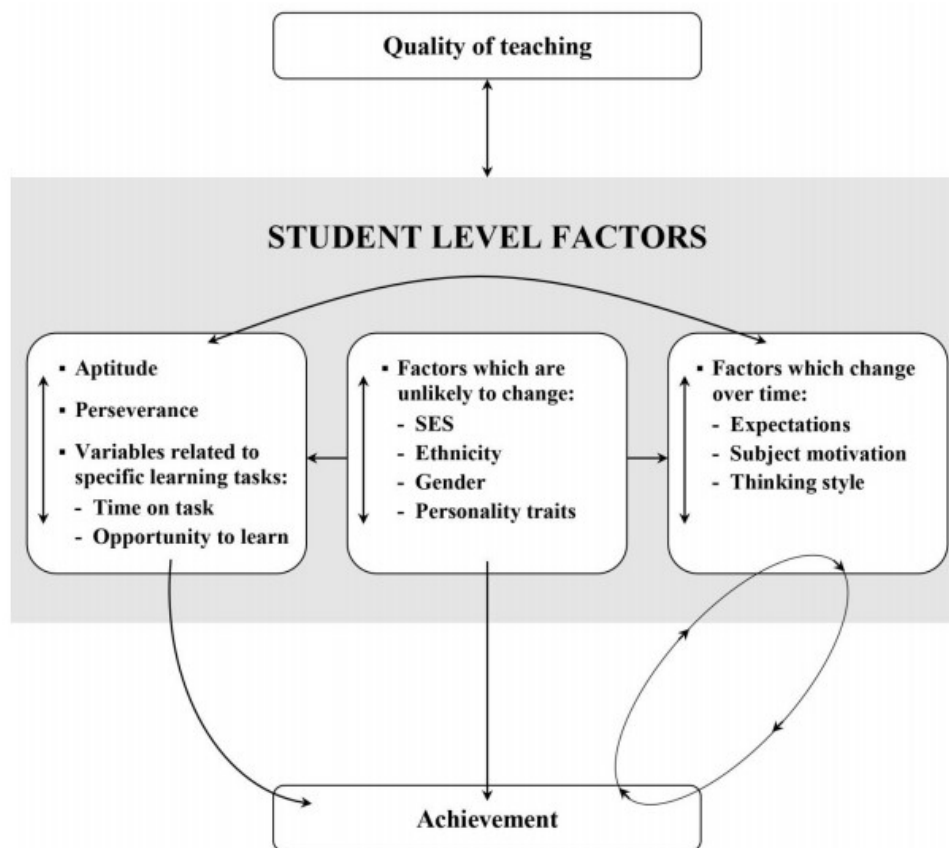 Quality of teaching
STUDENT LEVEL FACTORS
▪ Aptitude
▪ Perseverance
▪ Variables related to
specific learning tasks:
- Time on task
- Opportunity to learn
▪ Factors which are
unlikely to change:
- SES
- Ethnicity
- Gender
- Personality traits
▪ Factors which change
over time:
- Expectations
- Subject motivation
- Thinking style
Achievement